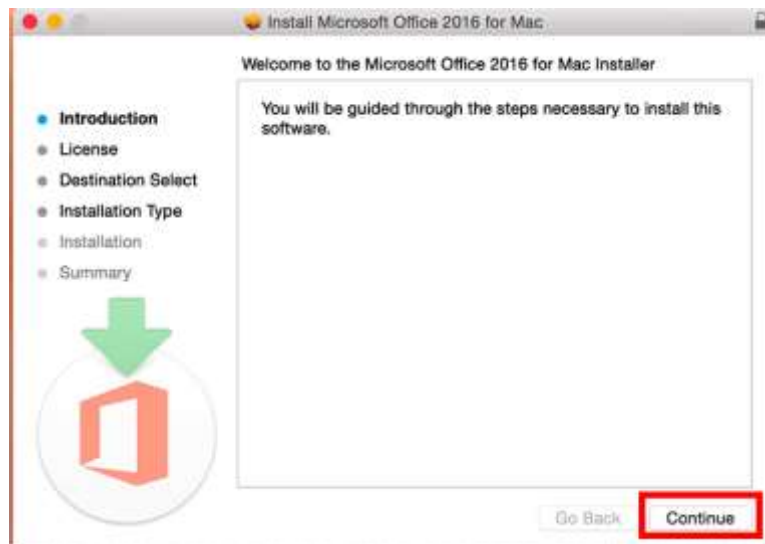 Install Microsoft Office 2016 for Mac
Welcome to the Microsoft Office 2016 for Mac Installer
Introduction
License
Destination Select
Installation Type
Installation
Summary
You will be guided through the steps necessary to install this
software.
Go Back
Continue